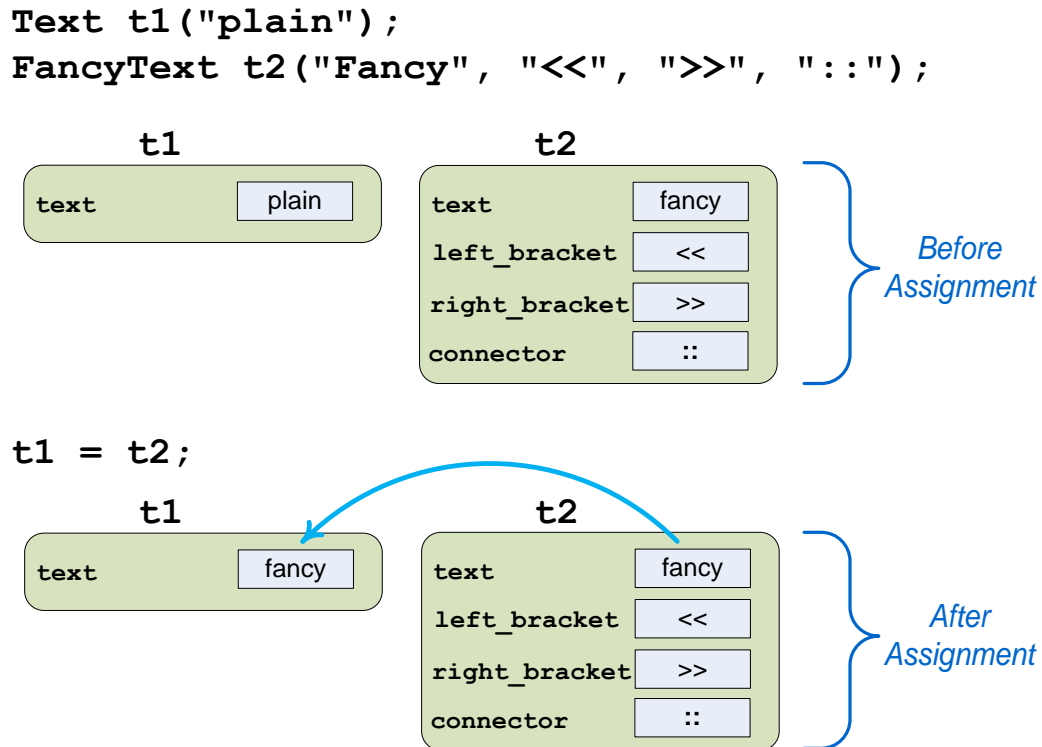 Text t1("plain");
FancyText t2("Fancy", "<<", ">>", "::");
t1
text plain
t2
text fancy
left_bracket <<
right_bracket >>
connector ::
Before
Assignment
t1 = t2;
t1
text fancy
t2
text fancy
left_bracket <<
right_bracket >>
connector ::
After
Assignment